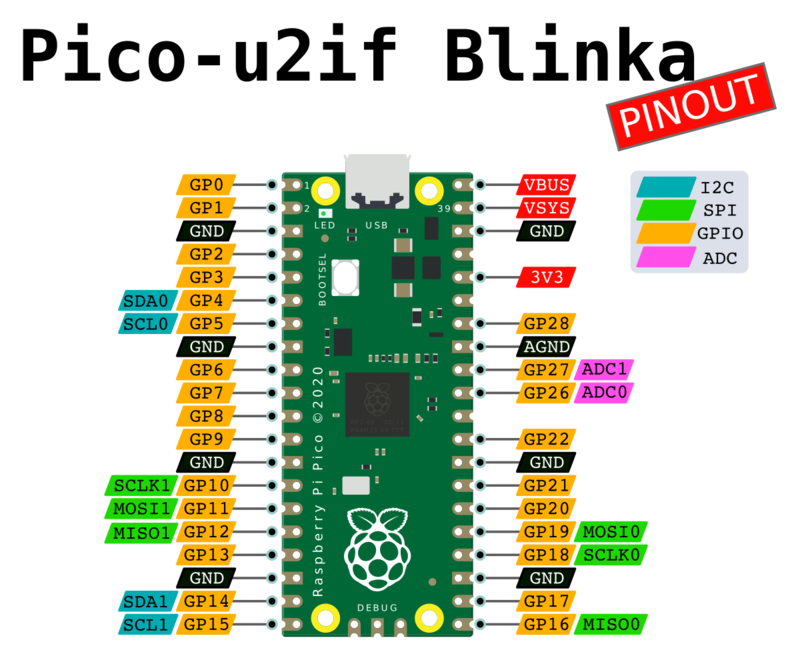 Pico-u2if Blinka
PINOUT
I2C
SPI
GPIO
ADC
GP0 1 VBUS
GP1 2 39 VSYS
LED USB
GND GND
GP2
BOOTSEL
GP3 3V3
SDA0 GP4
SCL0 GP5 GP28
GND AGND
GP6 GP27 ADC1
GP7 GP26 ADC0
GP8
GP9 GP22
GND GND
SCLK1 GP10 GP21
MOSI1 GP11 GP20
MISO1 GP12 GP19 MOSI0
GP13 GP18 SCLK0
GND GND
SDA1 GP14 GP17
SCL1 GP15 GP16 MISO0
Raspberry Pi Pico ©2020
DEBUG